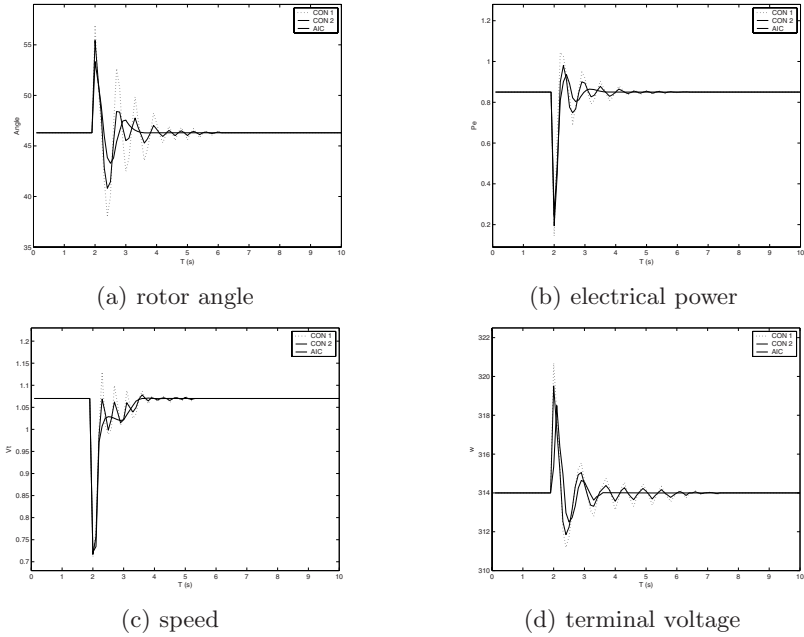 CON 1
CON 2
AIC
55
50
45
40
35
Angle
0 1 2 3 4 5 6 7 8 9 10
T (s)
(a) rotor angle
CON 1
CON 2
AIC
1.2
1
0.8
0.6
0.4
0.2
Pe
0 1 2 3 4 5 6 7 8 9 10
T (s)
(b) electrical power
CON 1
CON 2
AIC
1.2
1.15
1.1
1.05
1
0.95
0.9
0.85
0.8
0.75
0.7
Vt
0 1 2 3 4 5 6 7 8 9 10
T (s)
(c) speed
CON 1
CON 2
AIC
322
320
318
316
314
312
310
w
0 1 2 3 4 5 6 7 8 9 10
T (s)
(d) terminal voltage